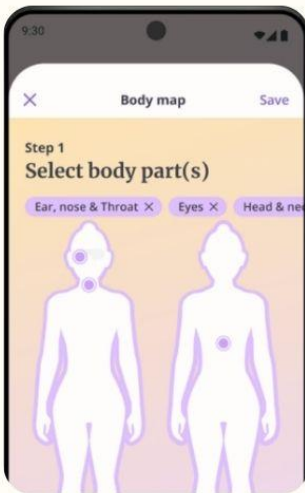 9:30
Body map Save
Step 1
Select body part(s)
Ear, nose & Throat Eyes Head & ne